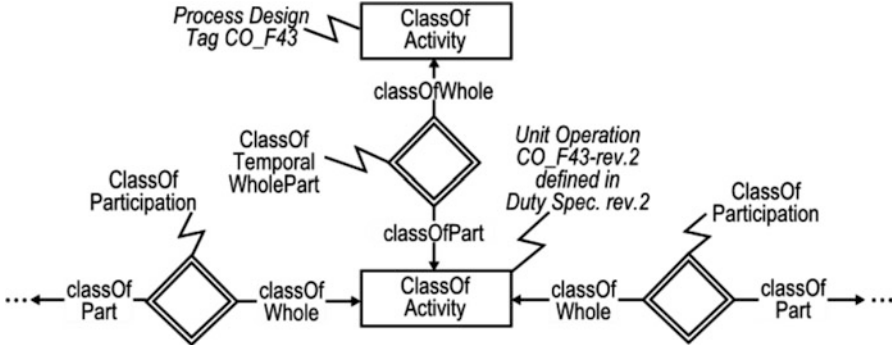 Process Design
Tag CO_F43
ClassOf
Activity
classOfWhole
ClassOf
Temporal
WholePart
Unit Operation
CO_F43-rev.2
defined in
Duty Spec. rev.2
ClassOf
Participation
ClassOf
Participation
classOfPart
classOf
Part
classOf
Whole
ClassOf
Activity
classOf
Whole
classOf
Part